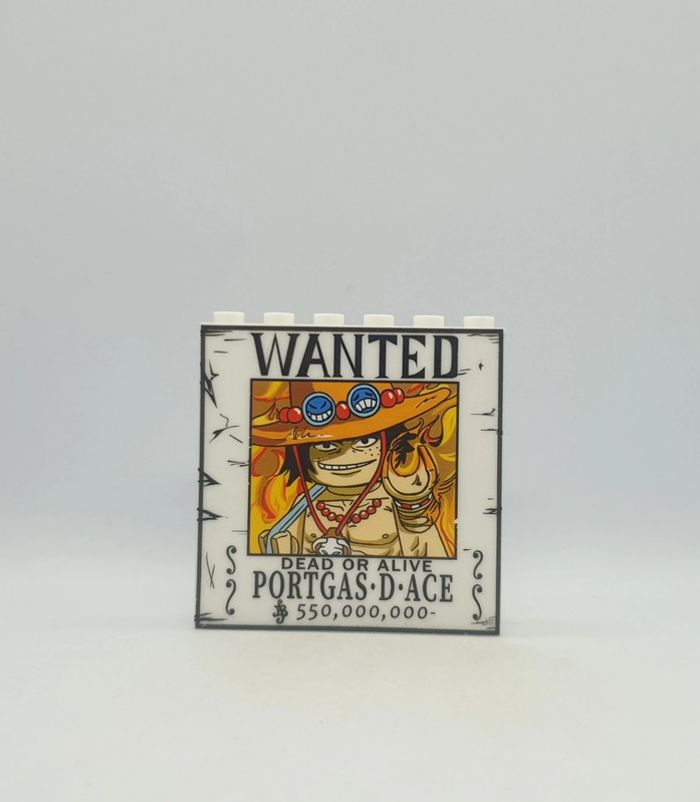 WANTED
DEAD OR ALIVE
PORTGAS·D·ACE
฿ 550,000,000-